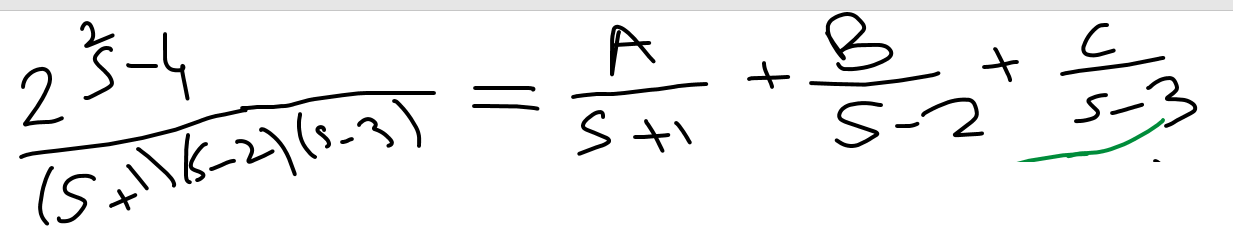 2s²-4/(s+1)(s-2)(s-3) = A/s+1 + B/s-2 + C/s-3